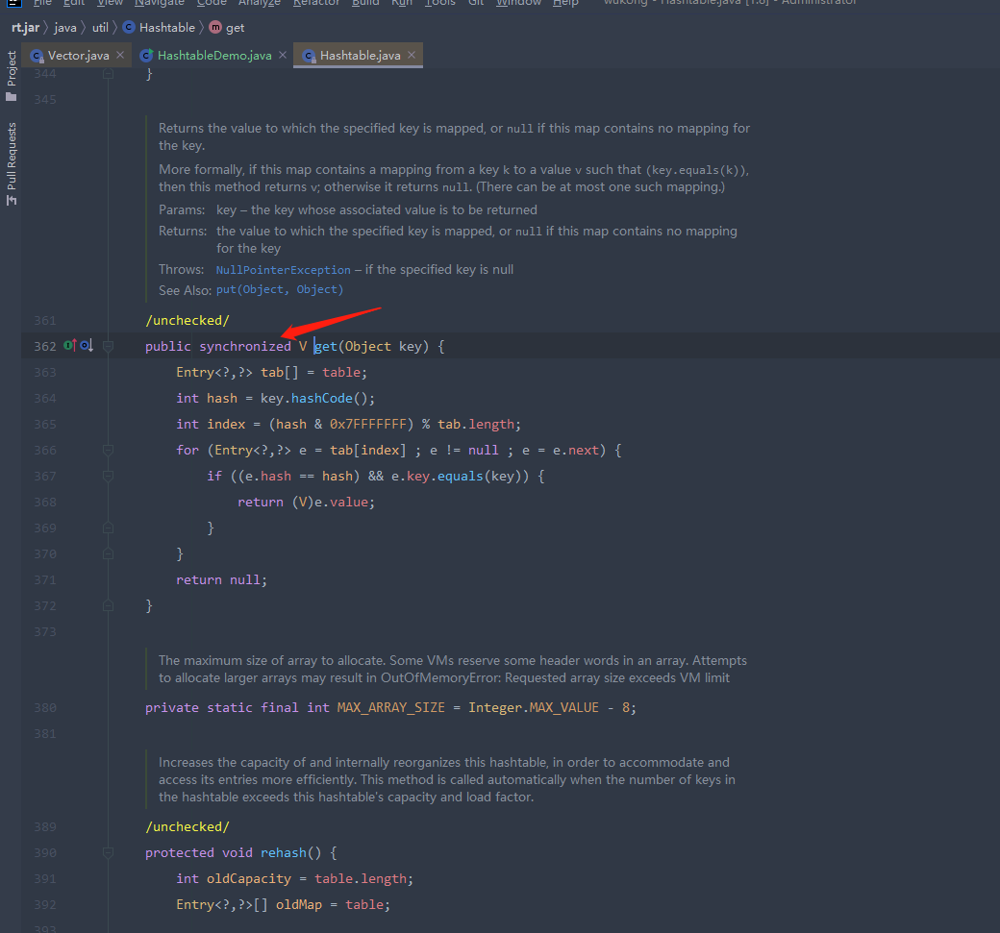 File Edit View Navigate Code Analyze Refactor Build Run Tools Git Window Help wukong - Hashtable.java [1.8] - Administrator
rt.jar java util Hashtable get
Vector.java HashtableDemo.java Hashtable.java
Project
Pull Requests
344 }
345
Returns the value to which the specified key is mapped, or null if this map contains no mapping for
the key.
More formally, if this map contains a mapping from a key k to a value v such that (key.equals(k)),
then this method returns v; otherwise it returns null. (There can be at most one such mapping.)
Params: key – the key whose associated value is to be returned
Returns: the value to which the specified key is mapped, or null if this map contains no mapping
for the key
Throws: NullPointerException – if the specified key is null
See Also: put(Object, Object)
361 /unchecked/
362 public synchronized V get(Object key) {
363 Entry<?,?> tab[] = table;
364 int hash = key.hashCode();
365 int index = (hash & 0x7FFFFFFF) % tab.length;
366 for (Entry<?,?> e = tab[index] ; e != null ; e = e.next) {
367 if ((e.hash == hash) && e.key.equals(key)) {
368 return (V)e.value;
369 }
370 }
371 return null;
372 }
373
The maximum size of array to allocate. Some VMs reserve some header words in an array. Attempts
to allocate larger arrays may result in OutOfMemoryError: Requested array size exceeds VM limit
380 private static final int MAX_ARRAY_SIZE = Integer.MAX_VALUE - 8;
381
Increases the capacity of and internally reorganizes this hashtable, in order to accommodate and
access its entries more efficiently. This method is called automatically when the number of keys in
the hashtable exceeds this hashtable's capacity and load factor.
389 /unchecked/
390 protected void rehash() {
391 int oldCapacity = table.length;
392 Entry<?,?>[] oldMap = table;
393